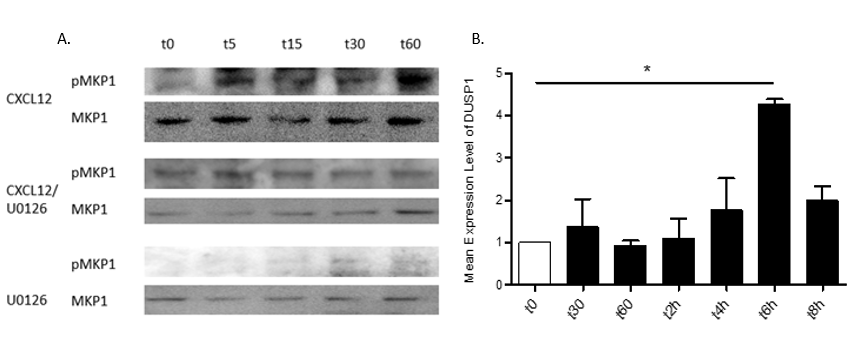 A.
t0 t5 t15 t30 t60
pMKP1
CXCL12
MKP1
pMKP1
CXCL12/
U0126
MKP1
pMKP1
U0126
MKP1
B.
*
Mean Expression Level of DUSP1
5
4
3
2
1
0
t0 t30 t60 t2h t4h t6h t8h